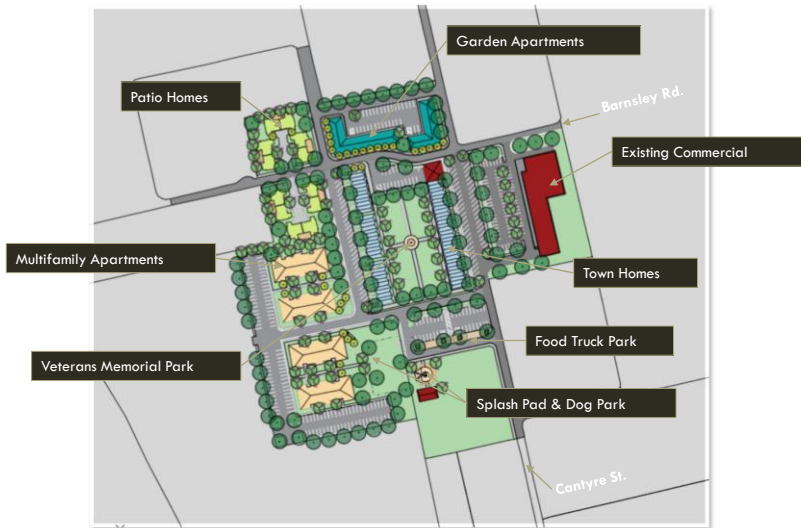 Garden Apartments
Patio Homes
Barnsley Rd.
Existing Commercial
Multifamily Apartments
Town Homes
Food Truck Park
Veterans Memorial Park
Splash Pad & Dog Park
Cantyre St.